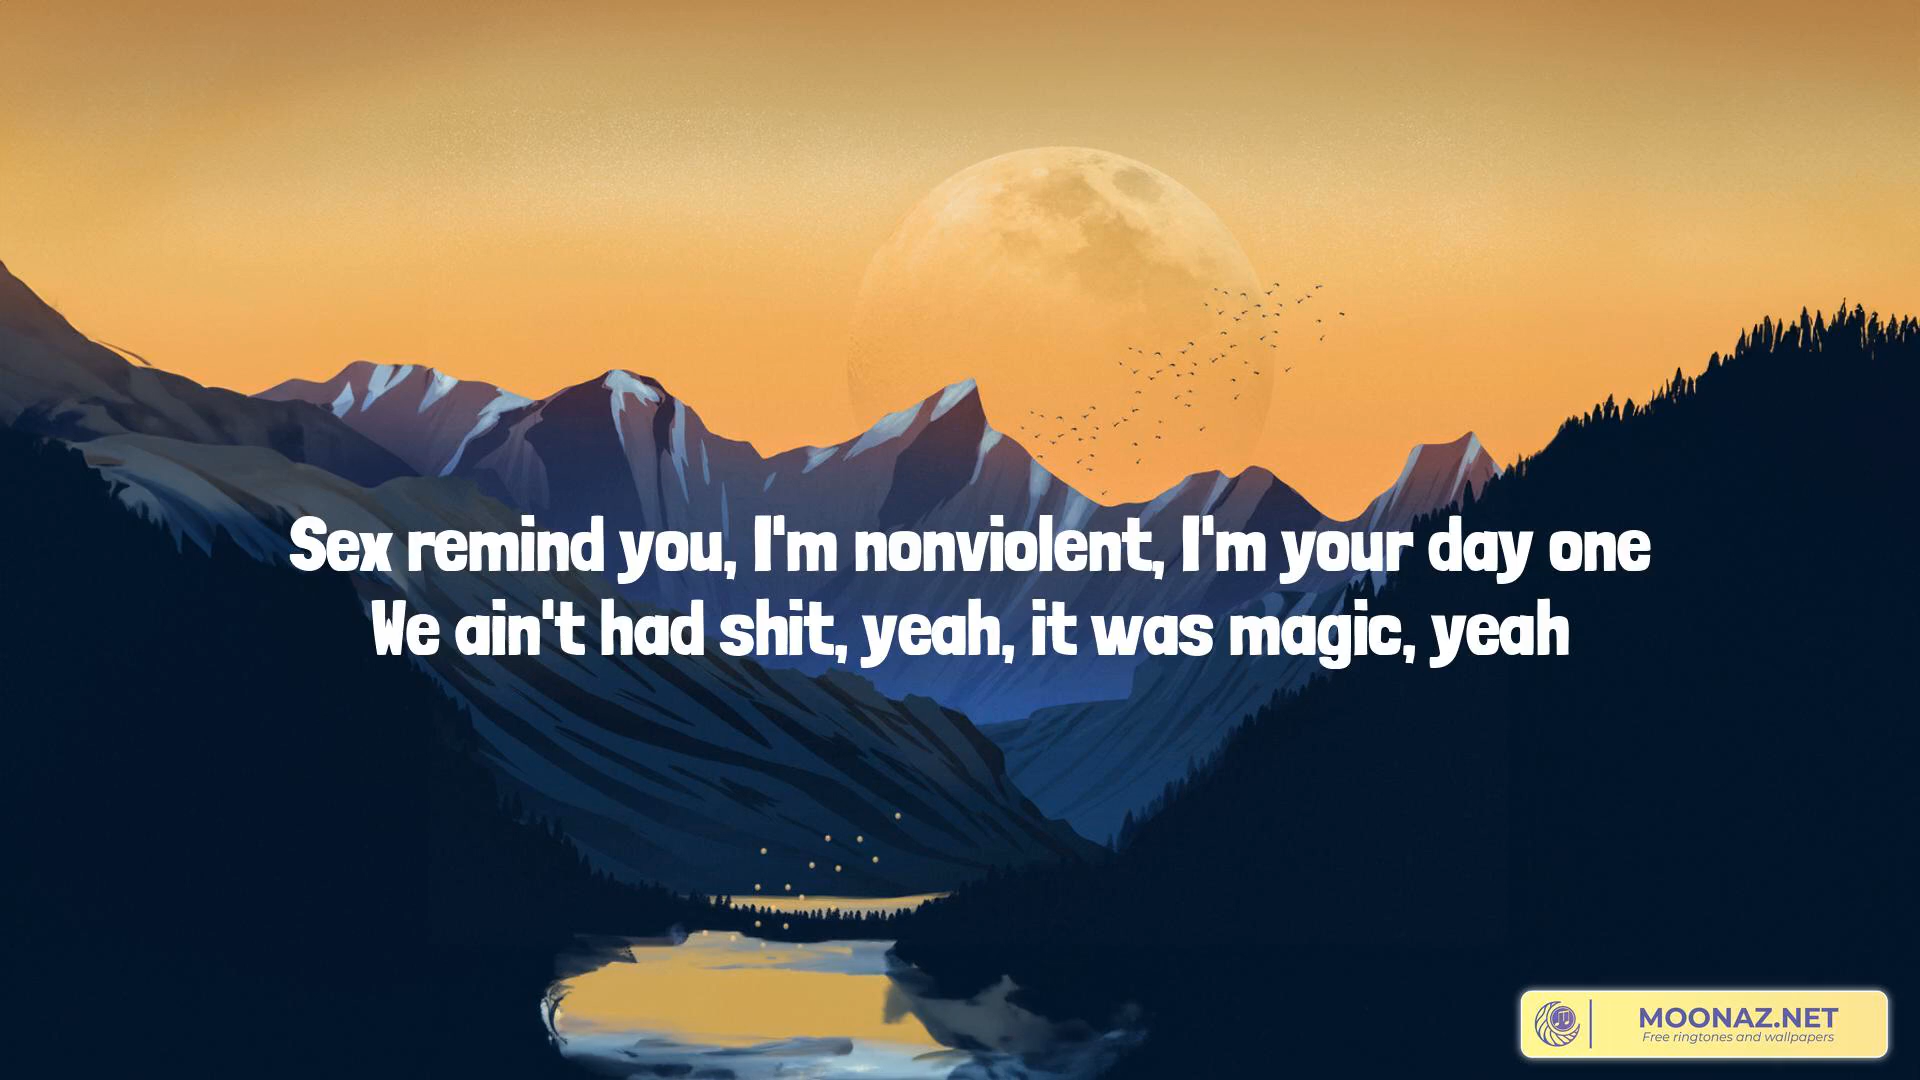 Sex remind you, I'm nonviolent, I'm your day one
We ain't had shit, yeah, it was magic, yeah
MOONAZ.NET
Free ringtones and wallpapers